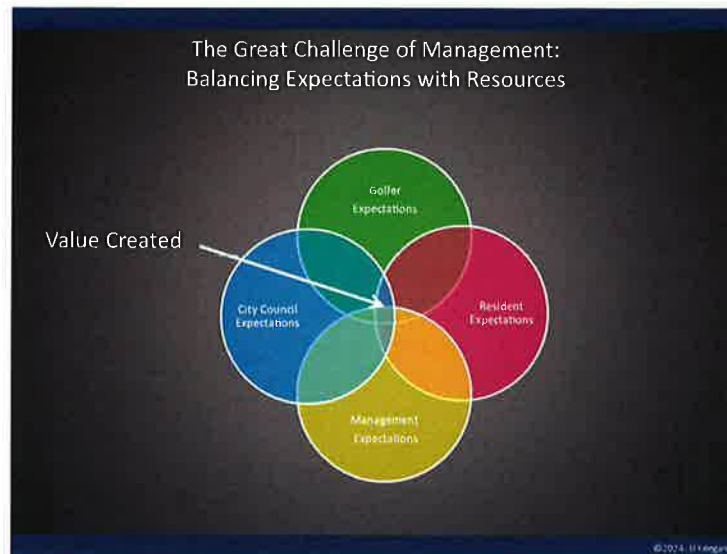 The Great Challenge of Management:
Balancing Expectations with Resources
Golfer
Expectations
Value Created
City Council
Expectations
Resident
Expectations
Management
Expectations